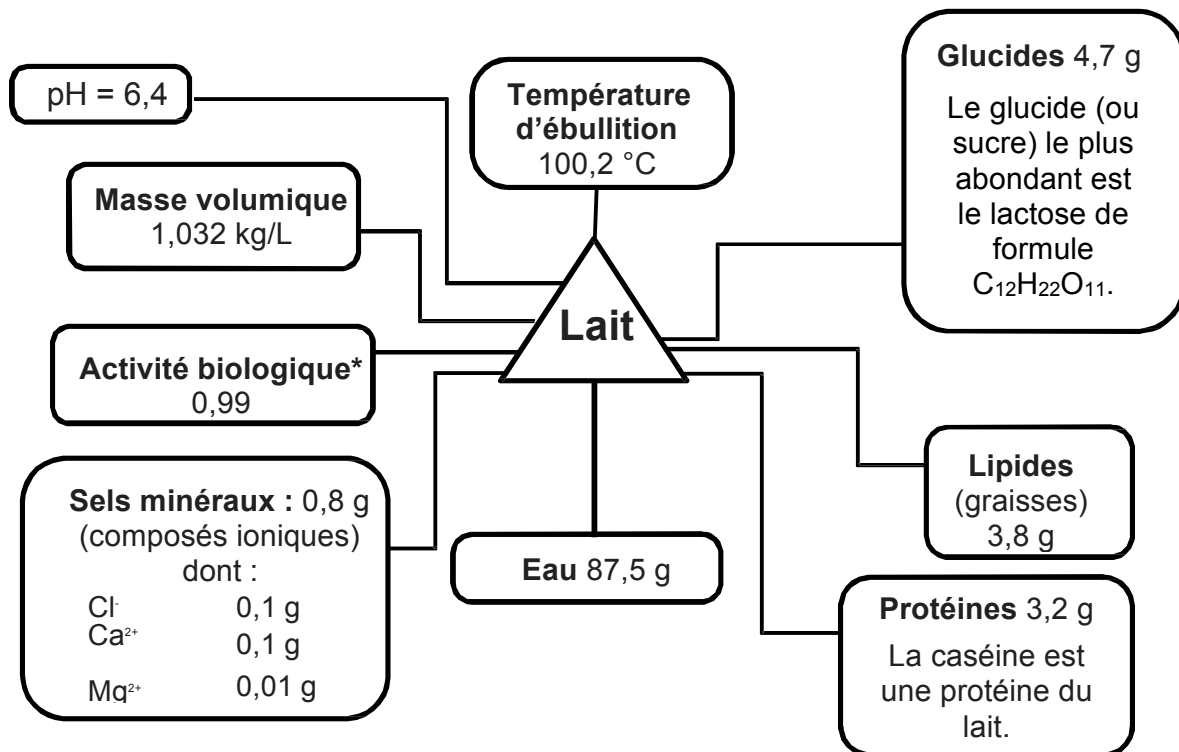 pH = 6,4
Température
d'ébullition
100,2 °C
Glucides 4,7 g
Le glucide (ou
sucre) le plus
abondant est
le lactose de
formule
C₁₂H₂₂O₁₁.
Masse volumique
1,032 kg/L
Lait
Activité biologique*
0,99
Sels minéraux : 0,8 g
(composés ioniques)
dont :
Cl⁻ 0,1 g
Ca²⁺ 0,1 g
Mg²⁺ 0,01 g
Eau 87,5 g
Lipides
(graisses)
3,8 g
Protéines 3,2 g
La caséine est
une protéine du
lait.